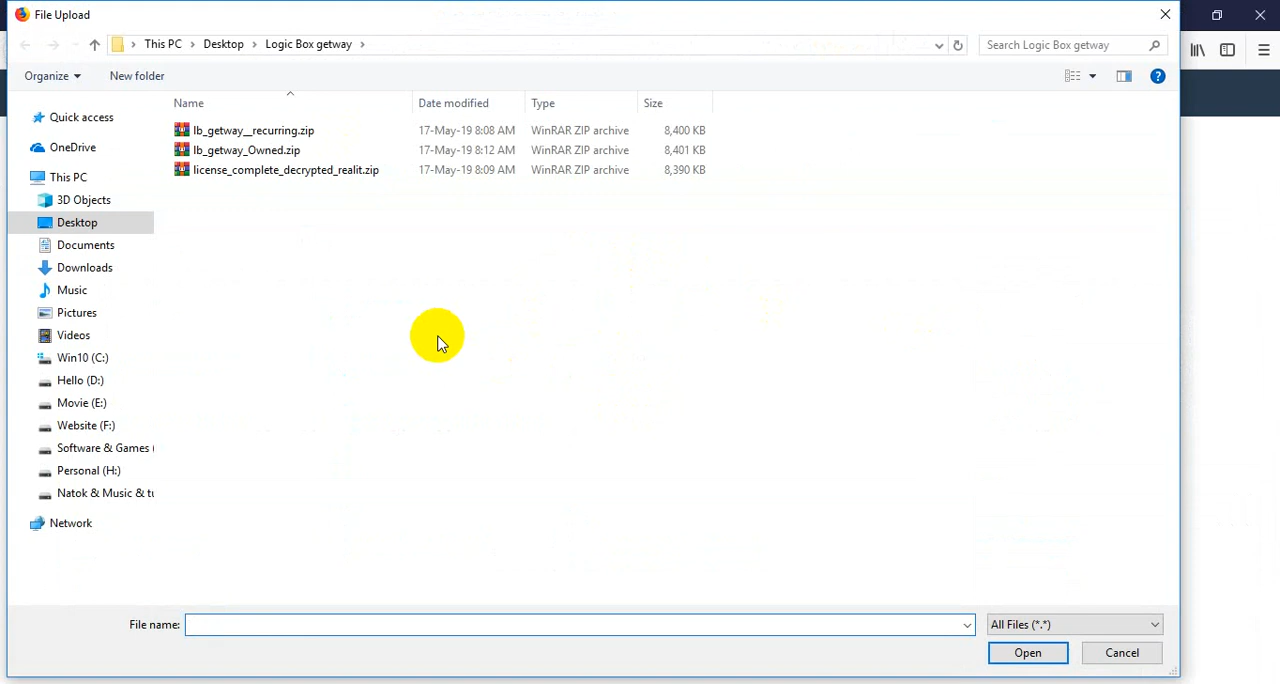 File Upload
This PC > Desktop > Logic Box getway >
Search Logic Box getway
Organize
New folder
?
Name
Date modified
Type
Size
lb_getway__recurring.zip
17-May-19 8:08 AM
WinRAR ZIP archive
8,400 KB
lb_getway_Owned.zip
17-May-19 8:12 AM
WinRAR ZIP archive
8,401 KB
license_complete_decrypted_realit.zip
17-May-19 8:09 AM
WinRAR ZIP archive
8,390 KB
Quick access
OneDrive
This PC
3D Objects
Desktop
Documents
Downloads
Music
Pictures
Videos
Win10 (C:)
Hello (D:)
Movie (E:)
Website (F:)
Software & Games (
Personal (H:)
Natok & Music & tu
Network
File name:
All Files (*.*)
Open
Cancel